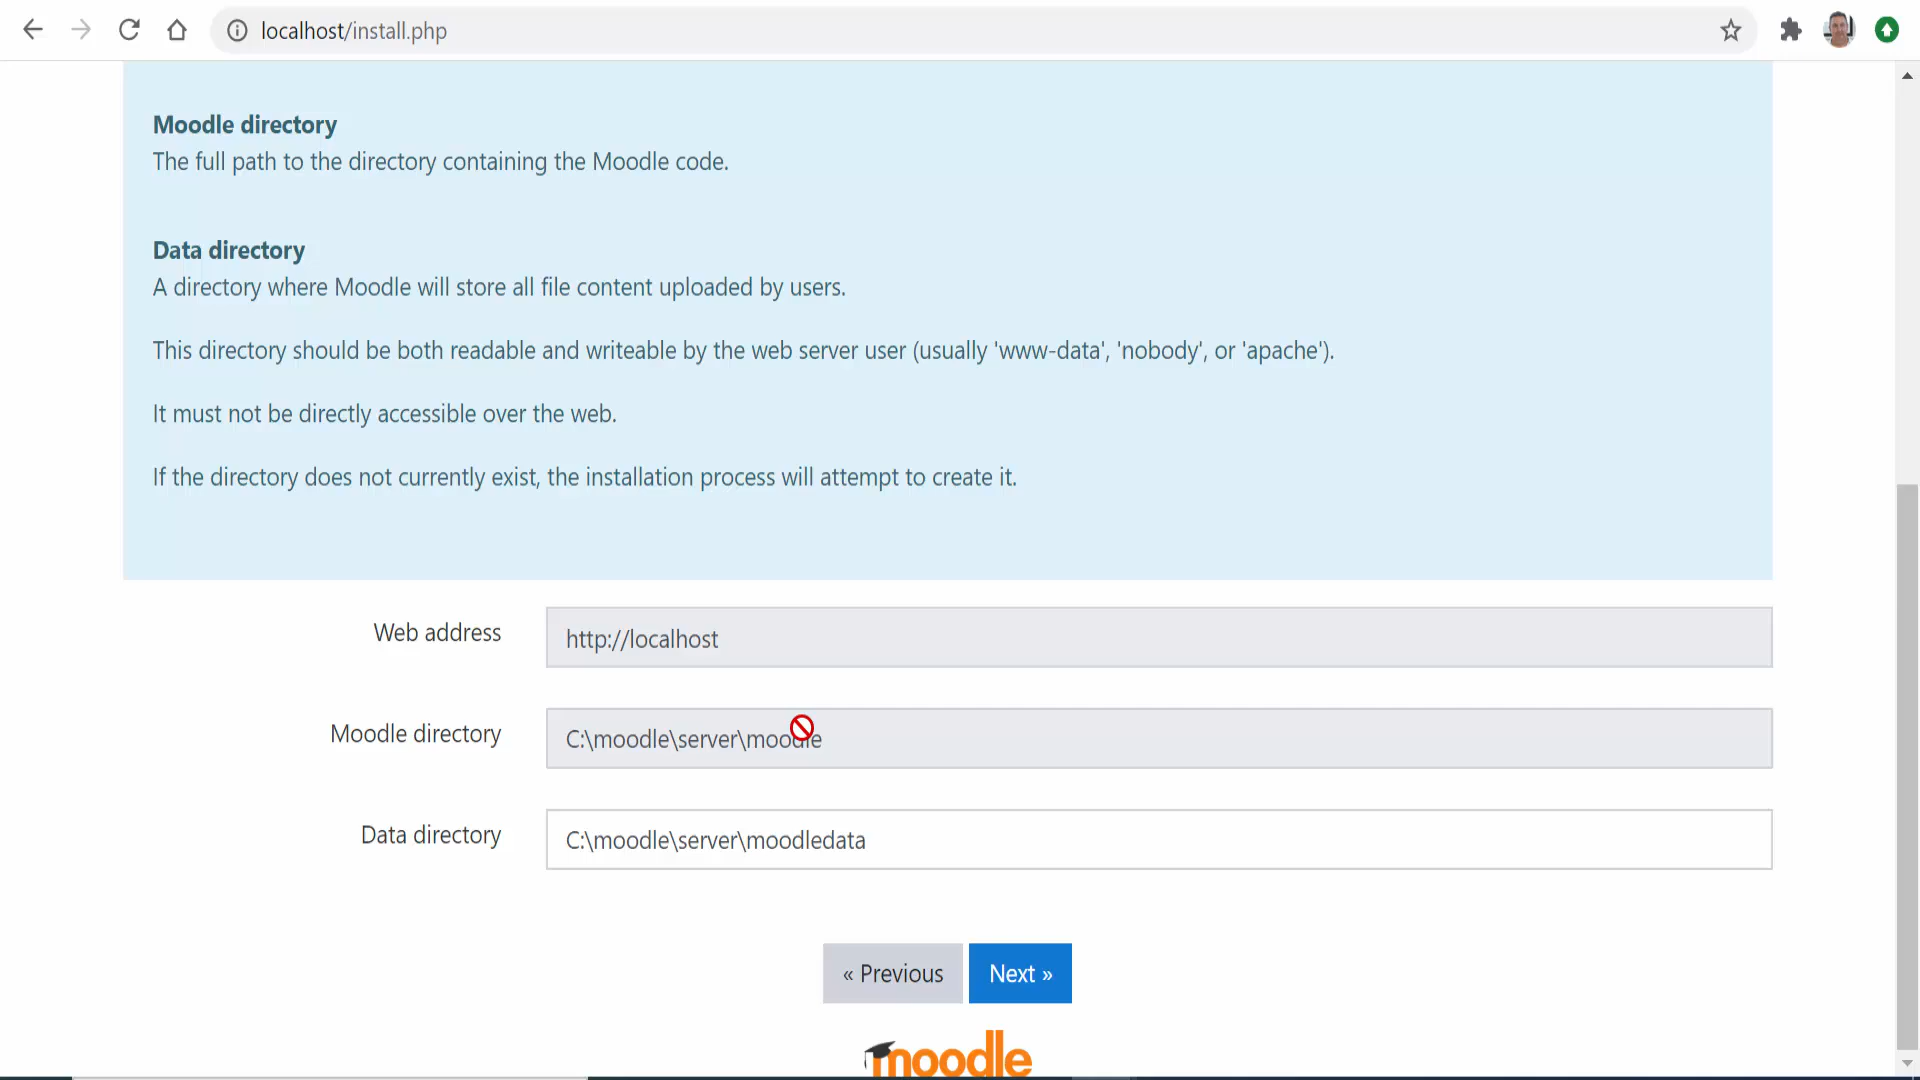 localhost/install.php
Moodle directory
The full path to the directory containing the Moodle code.
Data directory
A directory where Moodle will store all file content uploaded by users.
This directory should be both readable and writeable by the web server user (usually 'www-data', 'nobody', or 'apache').
It must not be directly accessible over the web.
If the directory does not currently exist, the installation process will attempt to create it.
Web address
http://localhost
Moodle directory
C:\moodle\server\moodle
Data directory
C:\moodle\server\moodledata
« Previous
Next »
moodle